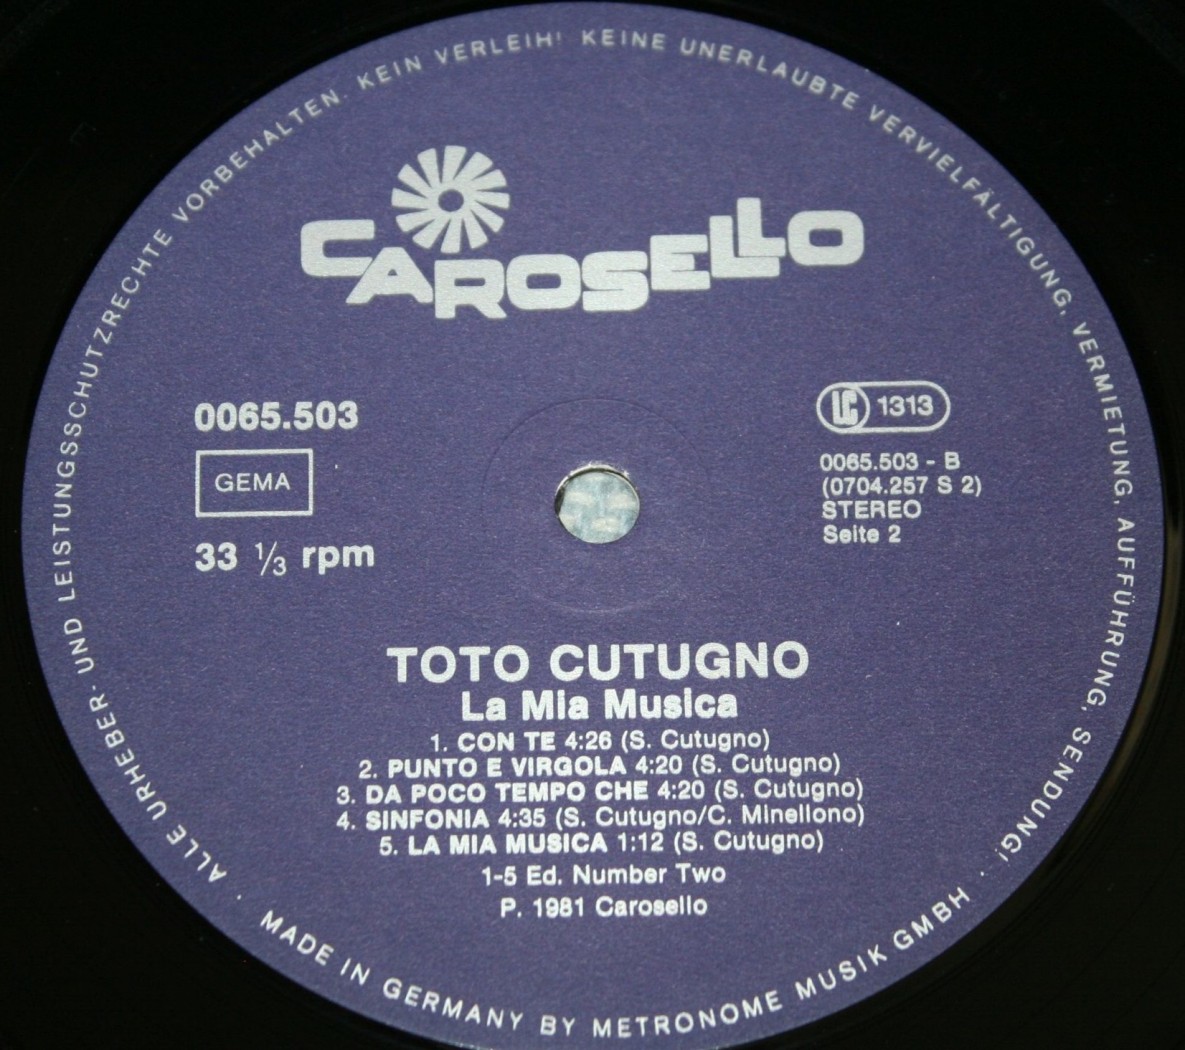 ALLE URHEBER- UND LEISTUNGSSCHUTZRECHTE VORBEHALTEN. KEIN VERLEIH! KEINE UNERLAUBTE VERVIELFÄLTIGUNG, VERMIETUNG, AUFFÜHRUNG, SENDUNG!
CAROSELLO
0065.503
GEMA
33 1/3 rpm
LC 1313
0065.503 - B
(0704.257 S 2)
STEREO
Seite 2
TOTO CUTUGNO
La Mia Musica
1. CON TE 4:26 (S. Cutugno)
2. PUNTO E VIRGOLA 4:20 (S. Cutugno)
3. DA POCO TEMPO CHE 4:20 (S. Cutugno)
4. SINFONIA 4:35 (S. Cutugno/C. Minellono)
5. LA MIA MUSICA 1:12 (S. Cutugno)
1-5 Ed. Number Two
P. 1981 Carosello
· MADE IN GERMANY BY METRONOME MUSIK GMBH ·